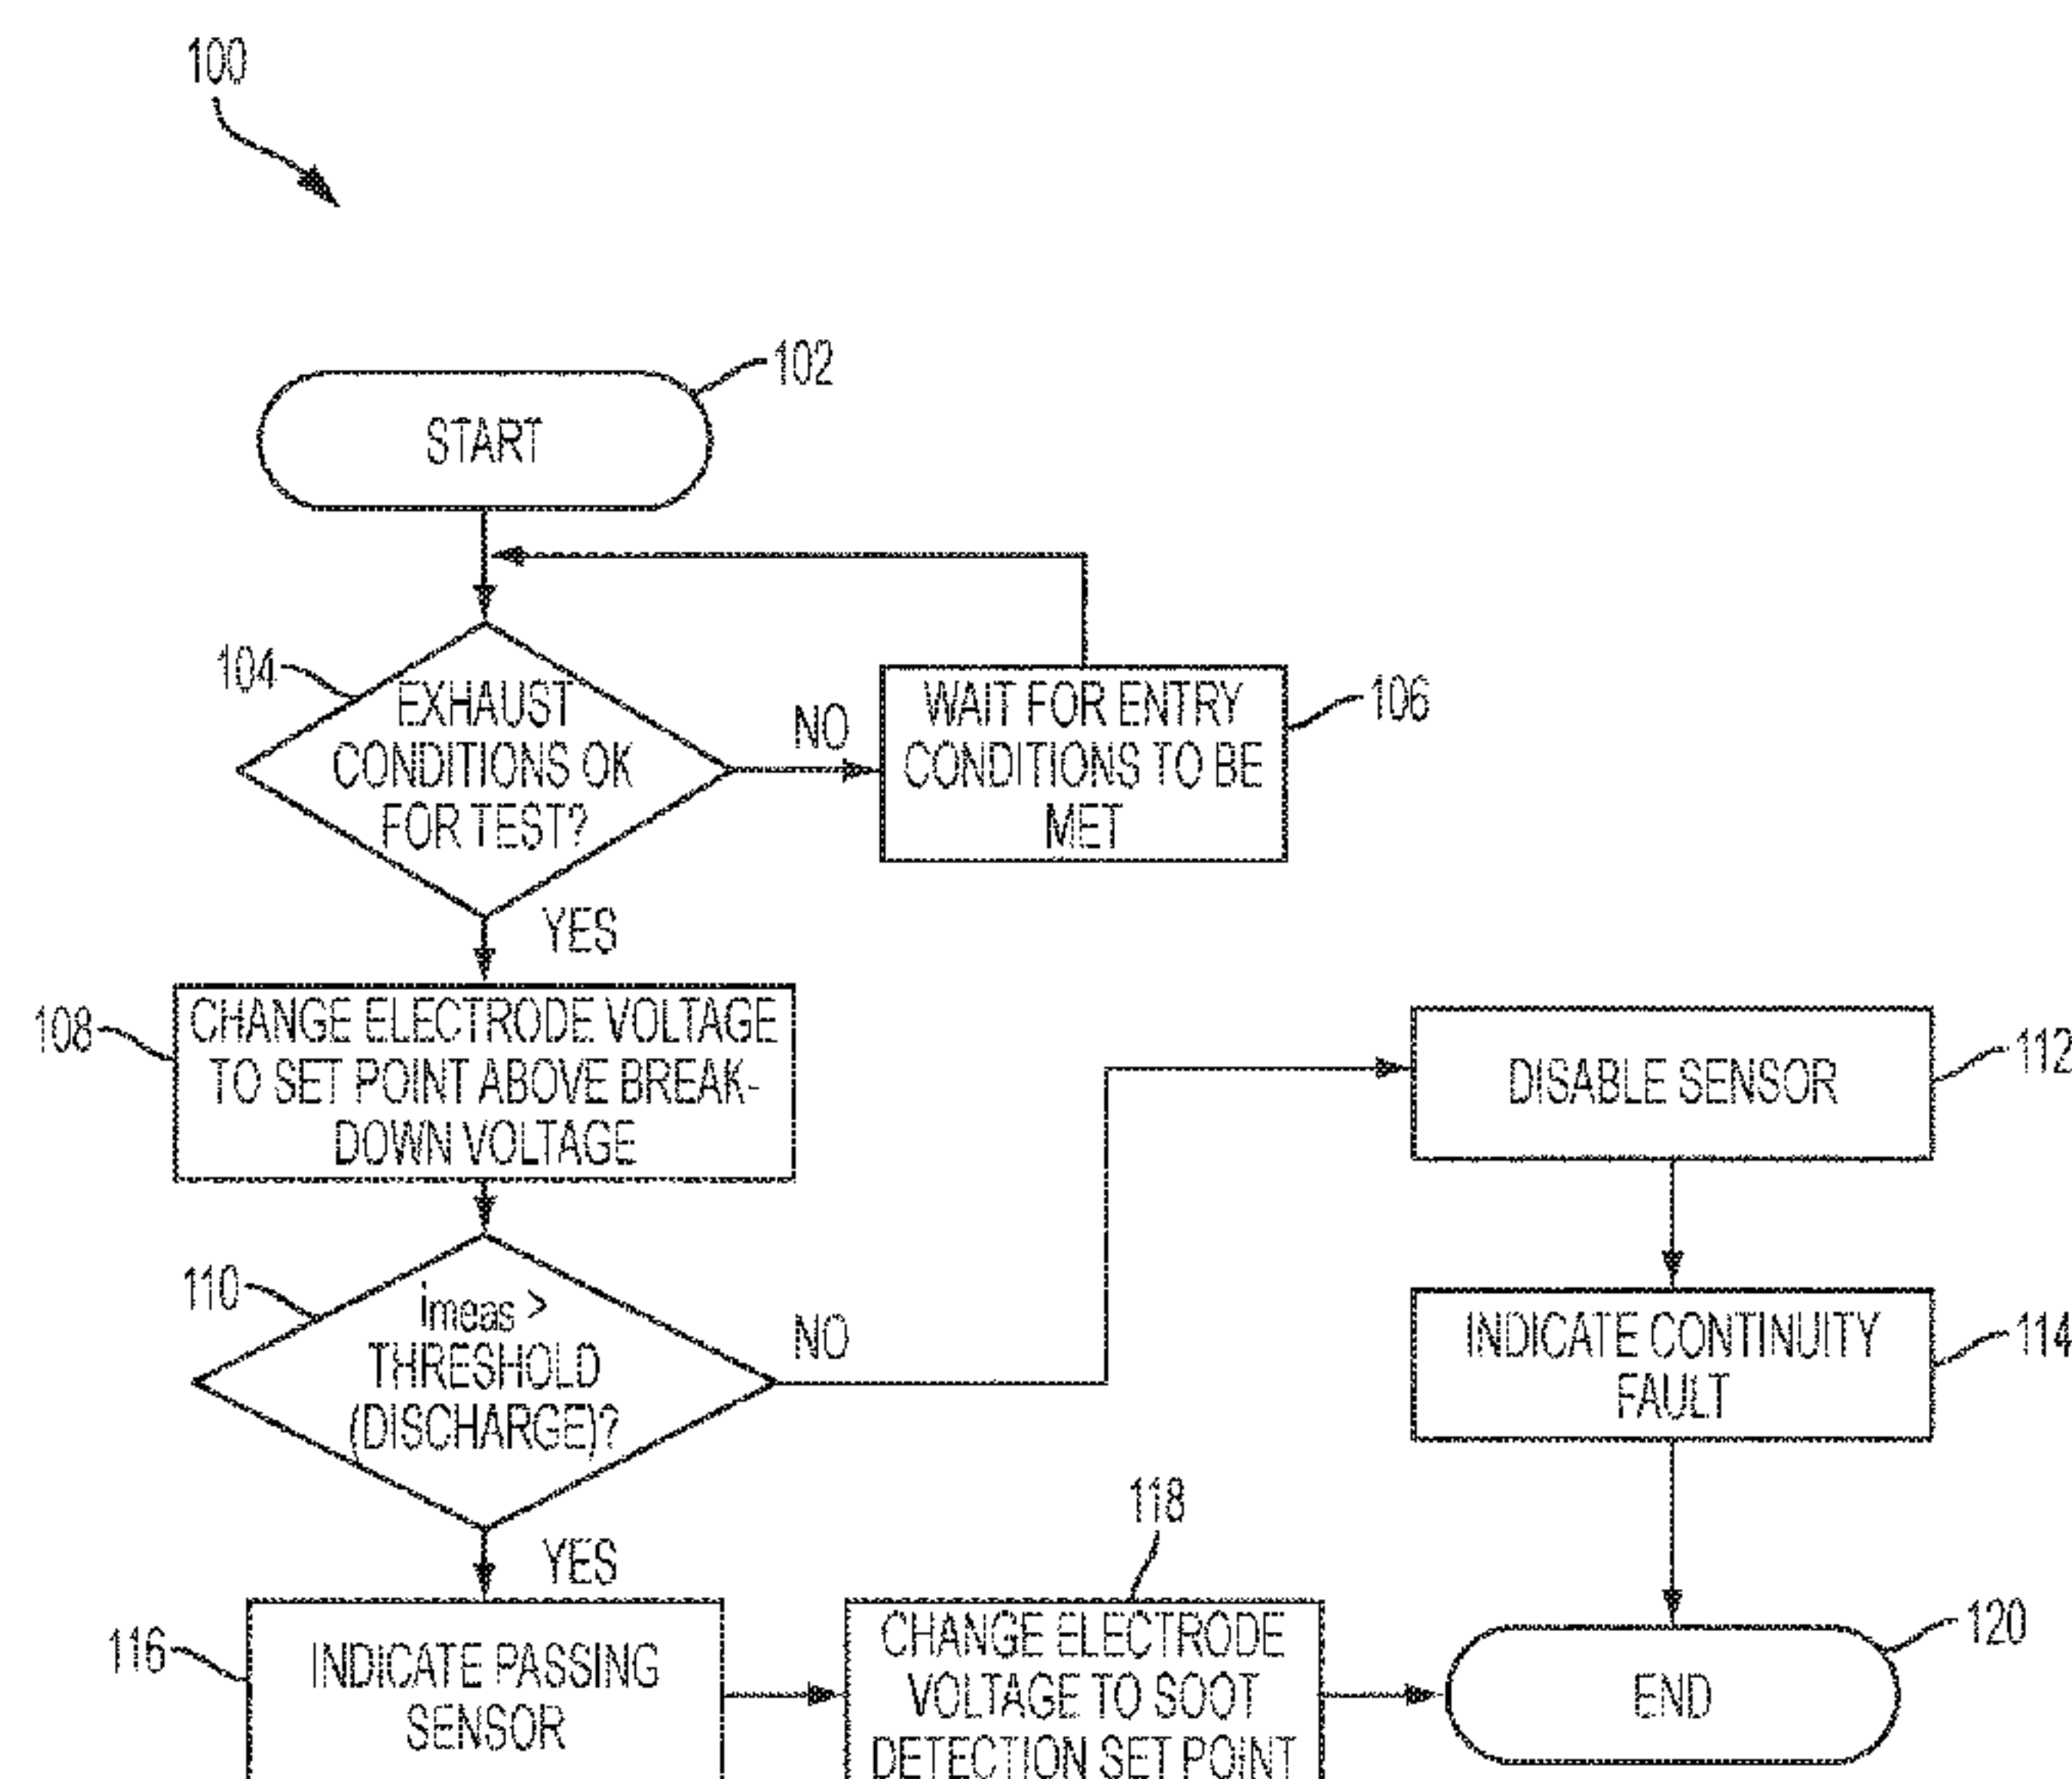 100
102
START
104
EXHAUST
CONDITIONS OK
FOR TEST?
NO
WAIT FOR ENTRY
CONDITIONS TO BE
MET
106
YES
108
CHANGE ELECTRODE VOLTAGE
TO SET POINT ABOVE BREAK-
DOWN VOLTAGE
DISABLE SENSOR
112
110
imeas >
THRESHOLD
(DISCHARGE)?
NO
INDICATE CONTINUITY
FAULT
114
YES
116
INDICATE PASSING
SENSOR
118
CHANGE ELECTRODE
VOLTAGE TO SOOT
DETECTION SET POINT
120
END